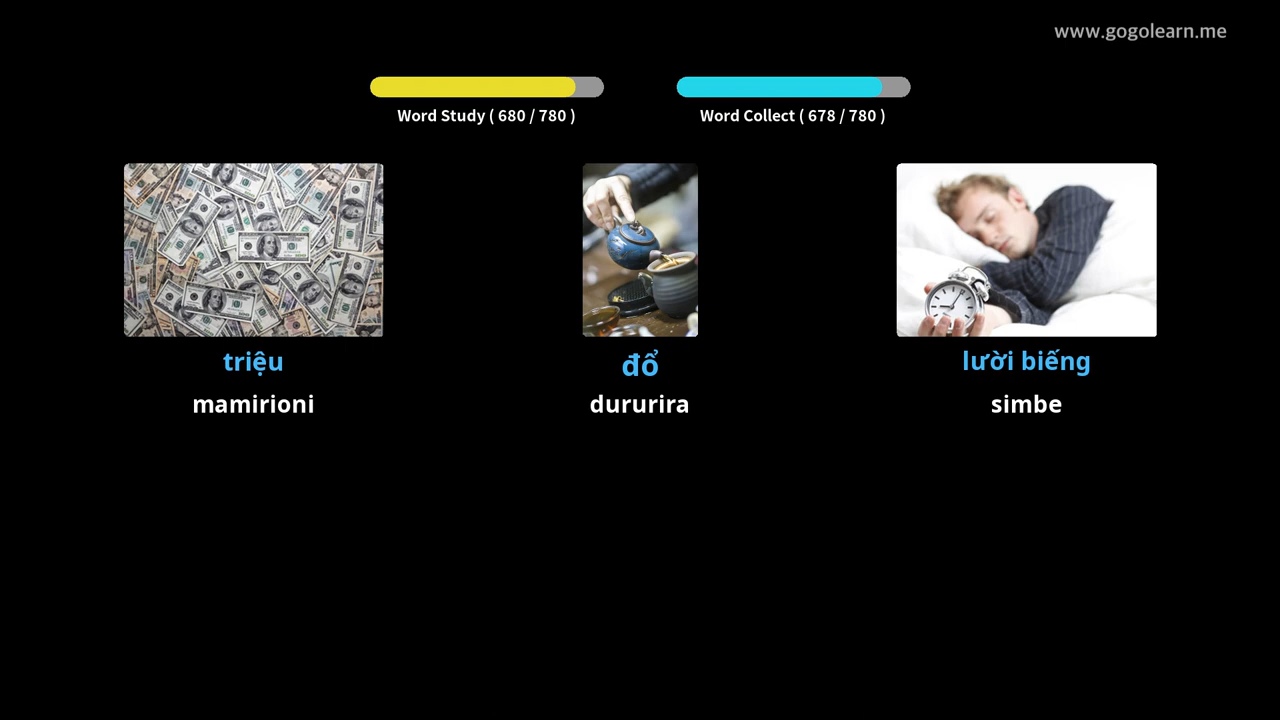 www.gogolearn.me
Word Study ( 680 / 780 )
Word Collect ( 678 / 780 )
triệu
đổ
lười biếng
mamirioni
dururira
simbe